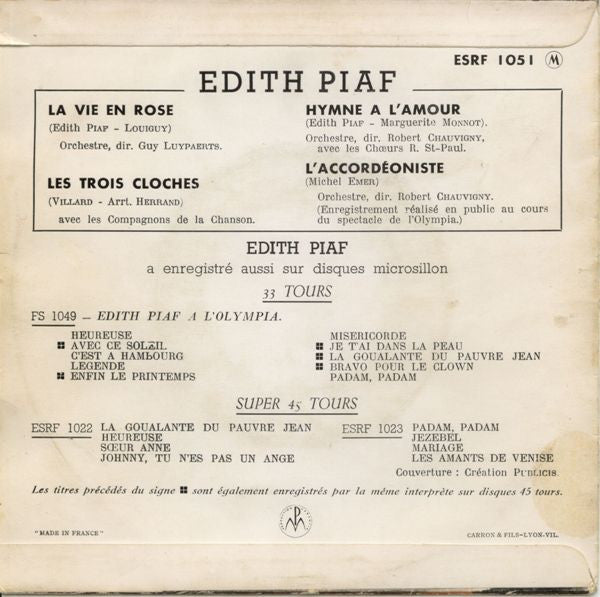 ESRF 1051 M
EDITH PIAF
LA VIE EN ROSE
(Edith PIAF - LOUIGUY)
Orchestre, dir. Guy LUYPAERTS.
LES TROIS CLOCHES
(VILLARD - Arrt. HERRAND)
avec les Compagnons de la Chanson.
HYMNE A L'AMOUR
(Edith PIAF - Marguerite MONNOT).
Orchestre, dir. Robert CHAUVIGNY,
avec les Chœurs R. St-Paul.
L'ACCORDÉONISTE
(Michel EMER)
Orchestre, dir. Robert CHAUVIGNY.
(Enregistrement réalisé en public au cours
du spectacle de l'Olympia.)
EDITH PIAF
a enregistré aussi sur disques microsillon
33 TOURS
FS 1049 - EDITH PIAF A L'OLYMPIA.
HEUREUSE
AVEC CE SOLEIL
C'EST A HAMBOURG
LEGENDE
ENFIN LE PRINTEMPS
MISERICORDE
JE T'AI DANS LA PEAU
LA GOUALANTE DU PAUVRE JEAN
BRAVO POUR LE CLOWN
PADAM, PADAM
SUPER 45 TOURS
ESRF 1022 LA GOUALANTE DU PAUVRE JEAN
HEUREUSE
SŒUR ANNE
JOHNNY, TU N'ES PAS UN ANGE
ESRF 1023 PADAM, PADAM
JEZEBEL
MARIAGE
LES AMANTS DE VENISE
Couverture : Création PUBLICIS.
Les titres précédés du signe sont également enregistrés par la même interprète sur disques 45 tours.
"MADE IN FRANCE"
CARRON & FILS-LYON-VIL.